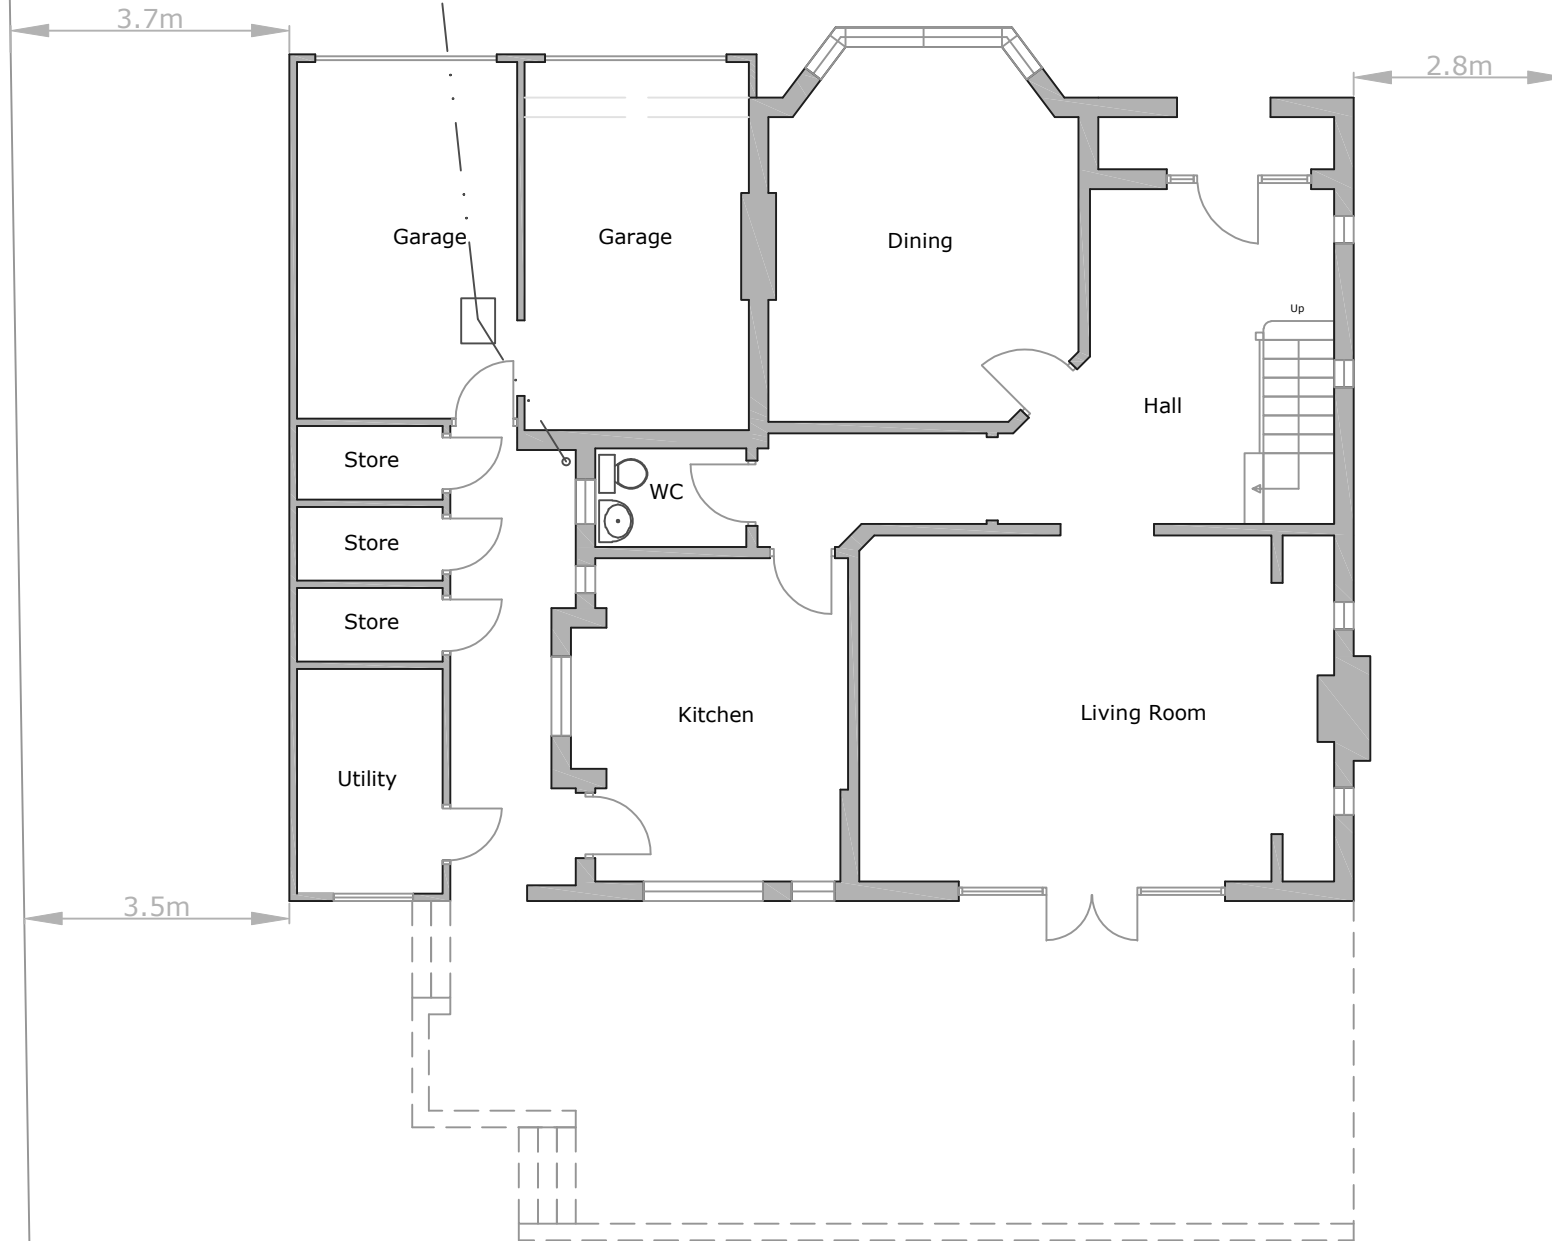 3.7m
2.8m
Garage
Garage
Dining
Up
Hall
Store
WC
Store
Store
Kitchen
Living Room
Utility
3.5m